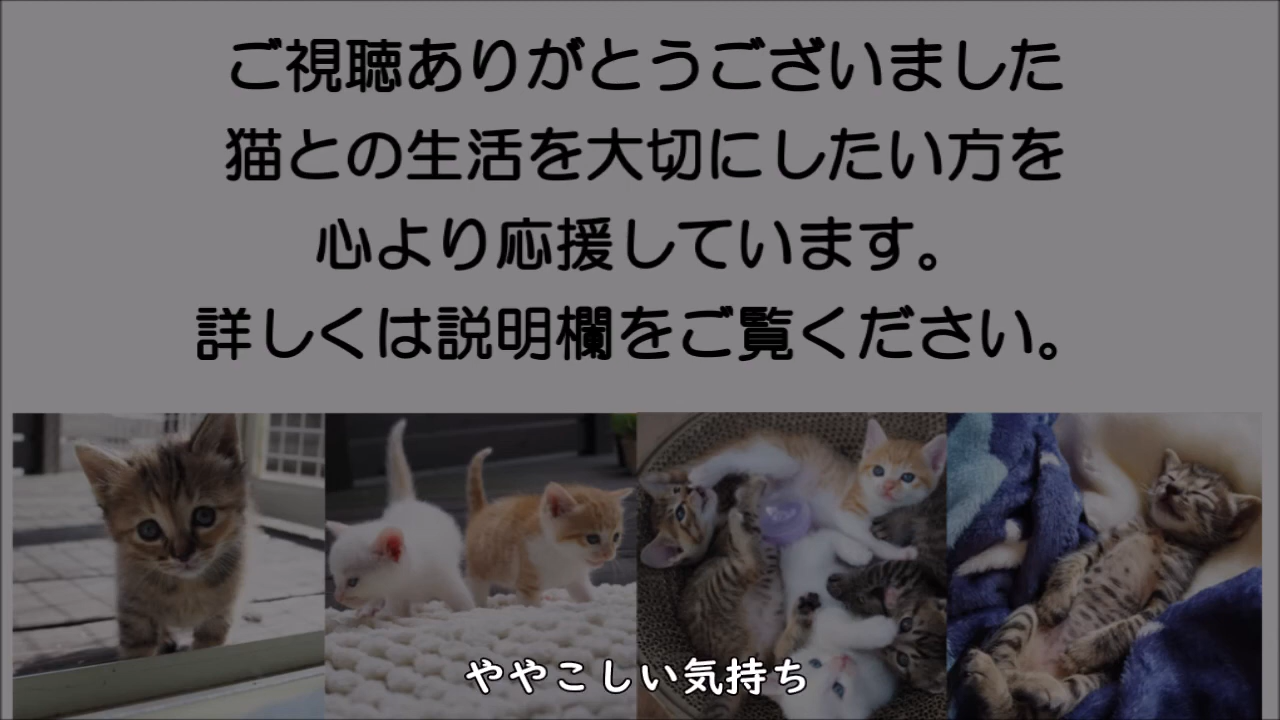 ご視聴ありがとうございました
猫との生活を大切にしたい方を
心より応援しています。
詳しくは説明欄をご覧ください。
ややこしい気持ち